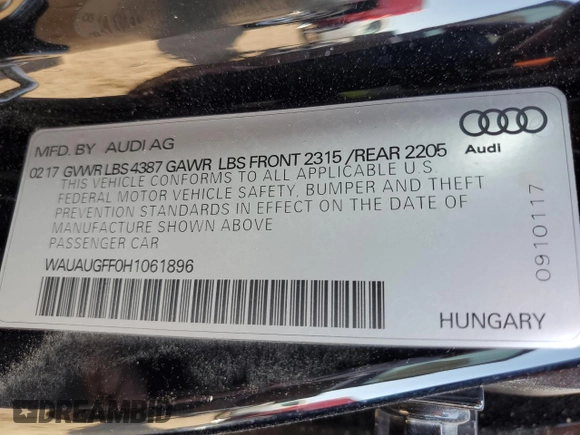 MFD. BY AUDI AG
Audi
02 17 GVWR LBS 4387 GAWR LBS FRONT 2315 / REAR 2205
THIS VEHICLE CONFORMS TO ALL APPLICABLE U.S.
FEDERAL MOTOR VEHICLE SAFETY, BUMPER AND THEFT
PREVENTION STANDARDS IN EFFECT ON THE DATE OF
MANUFACTURE SHOWN ABOVE
PASSENGER CAR
WAUAUGFF0H1061896
0910117
HUNGARY
DREAMBID